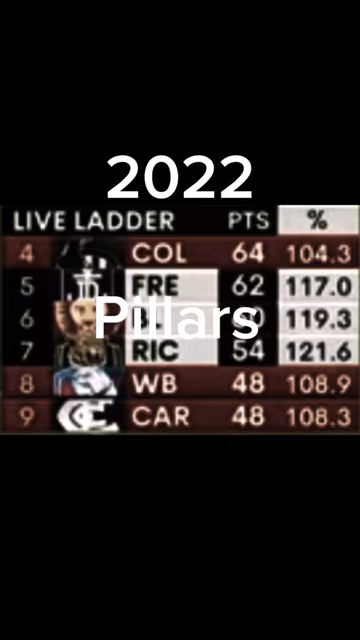 2022
LIVE LADDER PTS %
4 COL 64 104.3
5 FRE 62 117.0
Pillars
6 BL 119.3
7 RIC 54 121.6
8 WB 48 108.9
9 CAR 48 108.3